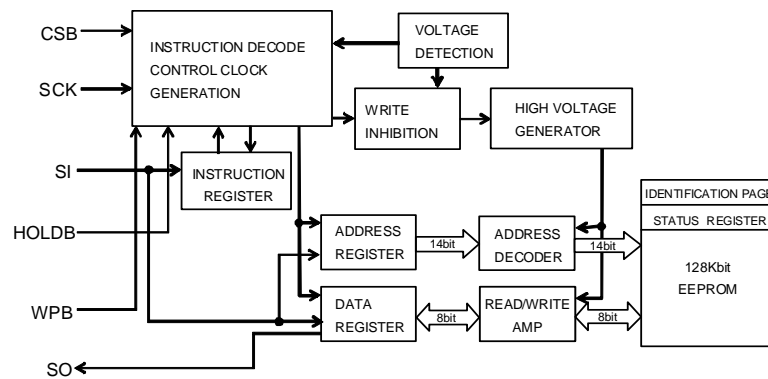 CSB
SCK
SI
HOLDB
WPB
SO
INSTRUCTION DECODE
CONTROL CLOCK
GENERATION
VOLTAGE
DETECTION
WRITE
INHIBITION
HIGH VOLTAGE
GENERATOR
INSTRUCTION
REGISTER
ADDRESS
REGISTER
14bit
ADDRESS
DECODER
14bit
DATA
REGISTER
8bit
READ/WRITE
AMP
8bit
IDENTIFICATION PAGE
STATUS REGISTER
128Kbit
EEPROM